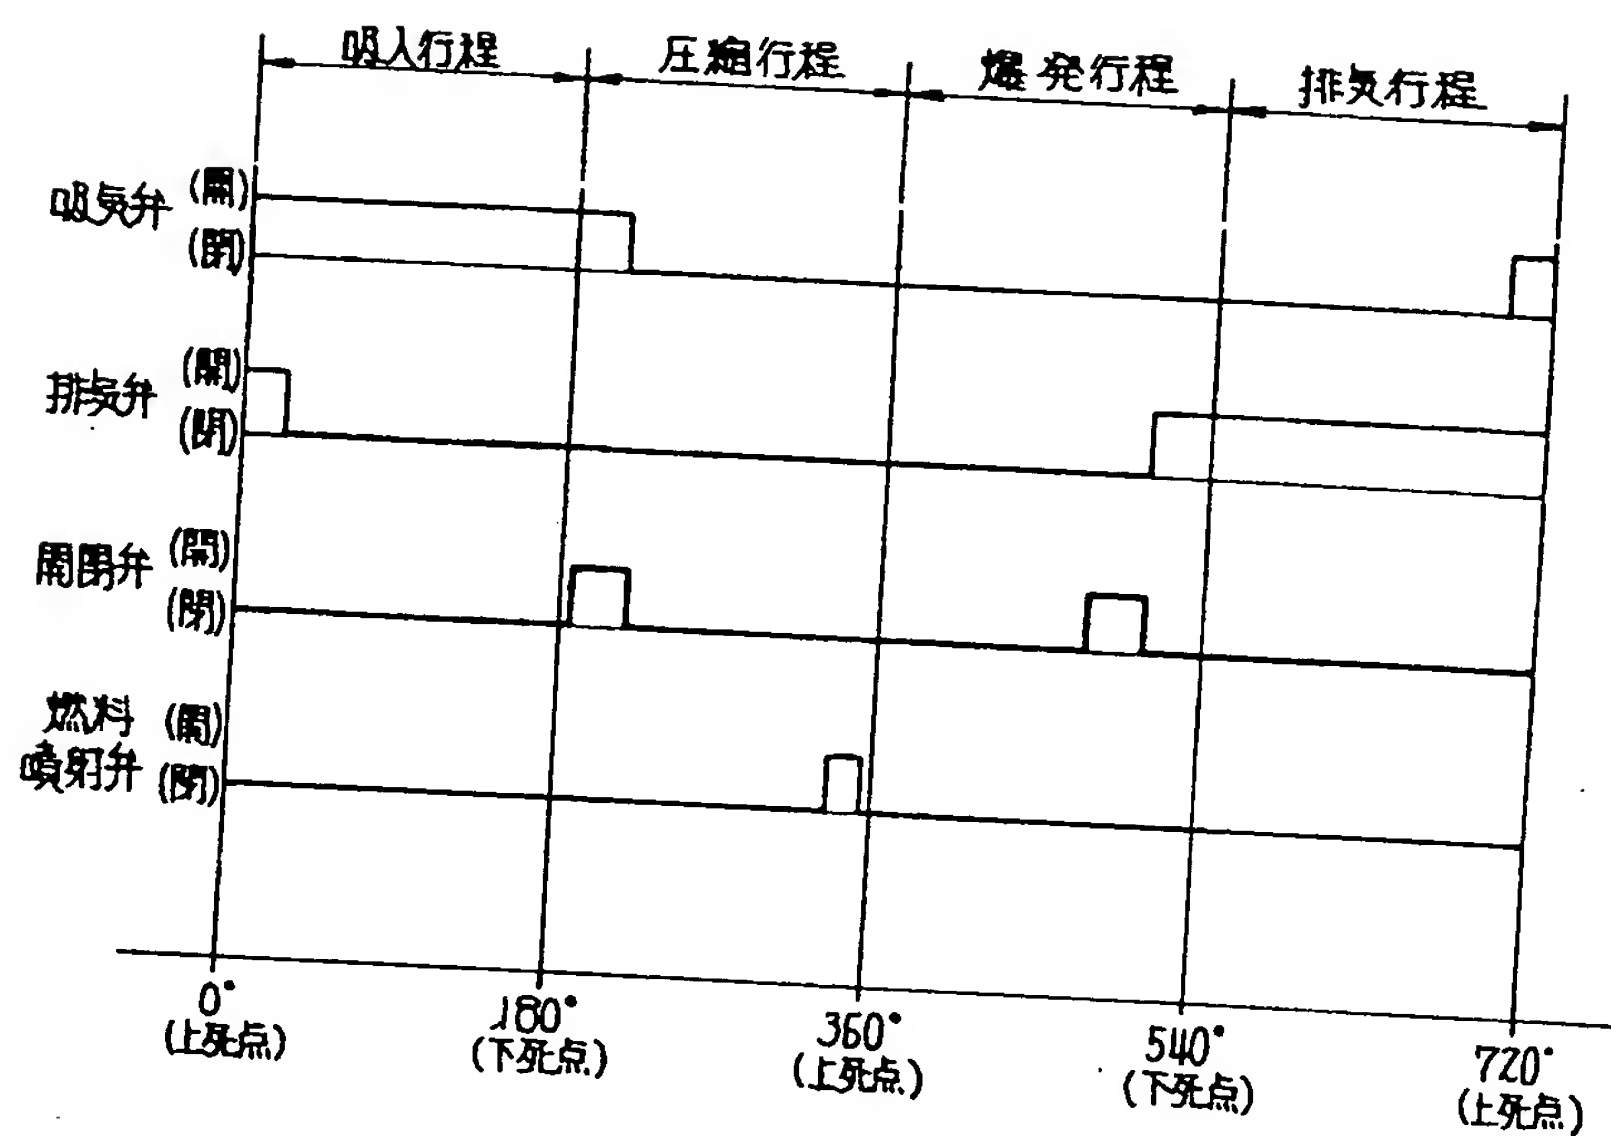 吸入行程 圧縮行程 爆発行程 排気行程
吸気弁 (開)
(閉)
排気弁 (開)
(閉)
開閉弁 (開)
(閉)
燃料 (開)
噴射弁 (閉)
0° 180° 360° 540° 720°
(上死点) (下死点) (上死点) (下死点) (上死点)